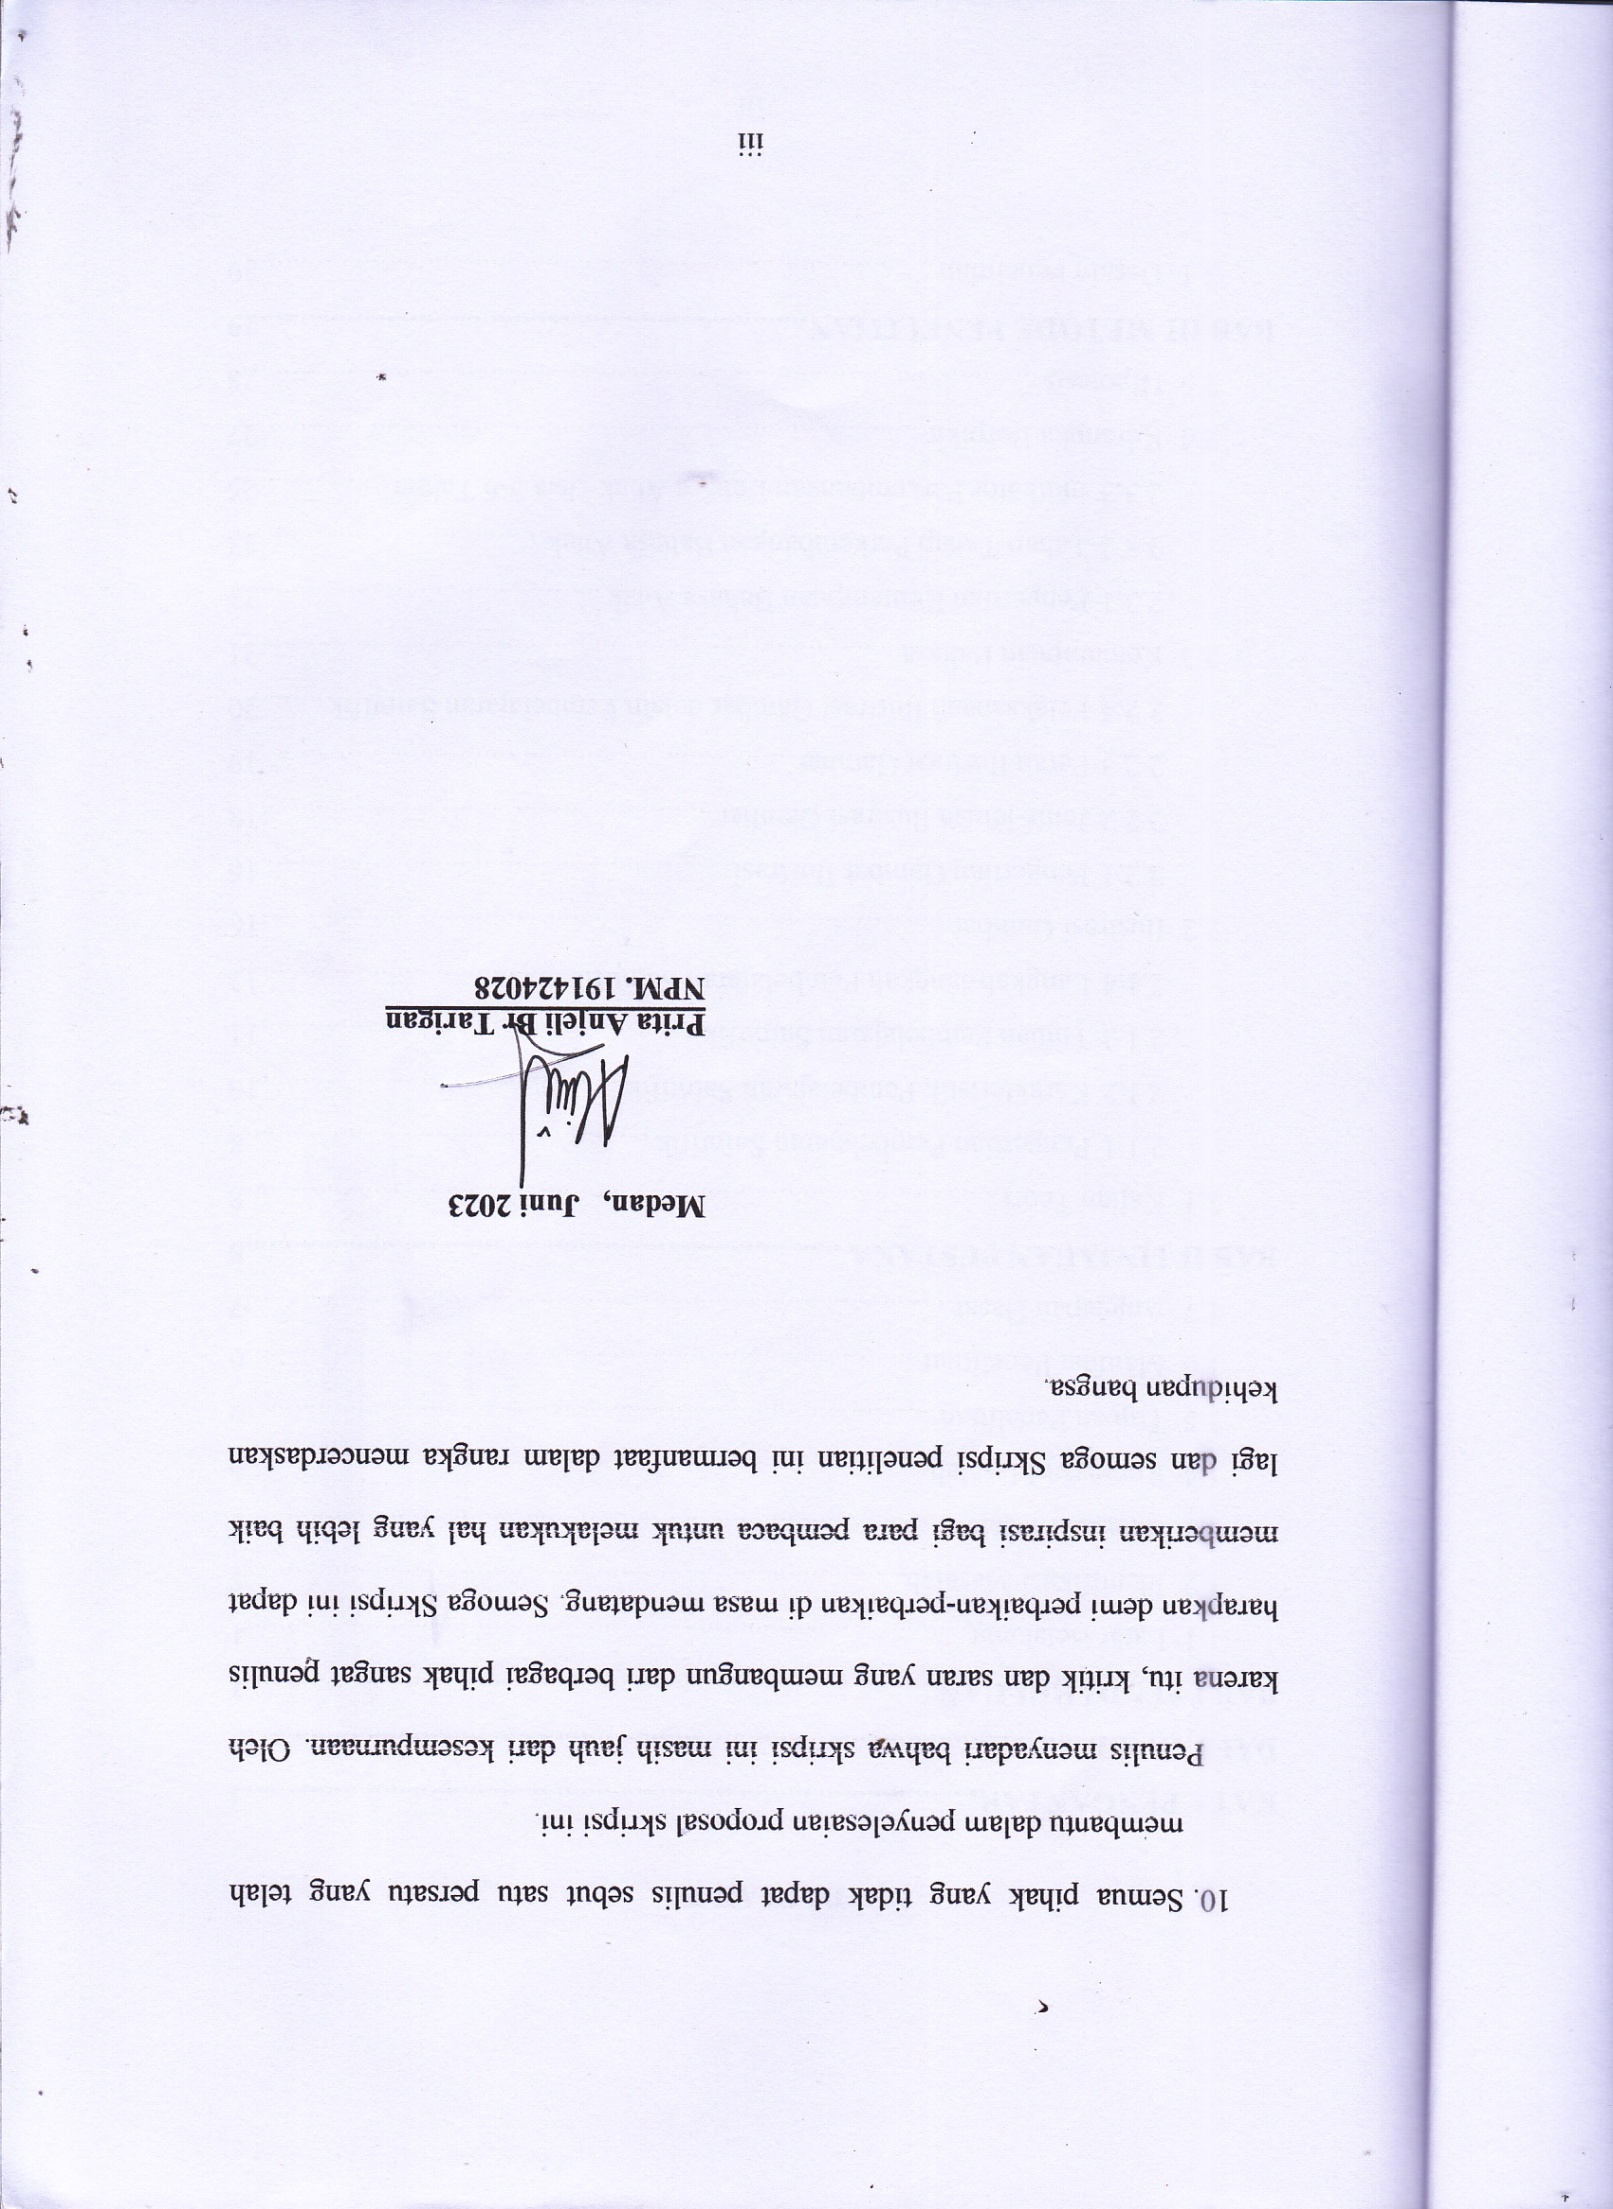 10. Semua pihak yang tidak dapat penulis sebut satu persatu yang telah
membantu dalam penyelesaian proposal skripsi ini.
Penulis menyadari bahwa skripsi ini masih jauh dari kesempurnaan. Oleh
karena itu, kritik dan saran yang membangun dari berbagai pihak sangat penulis
harapkan demi perbaikan-perbaikan di masa mendatang. Semoga Skripsi ini dapat
memberikan inspirasi bagi para pembaca untuk melakukan hal yang lebih baik
lagi dan semoga Skripsi penelitian ini bermanfaat dalam rangka mencerdaskan
kehidupan bangsa.
Medan, Juni 2023
Prita Anjeli Br Tarigan
NPM. 191424028
iii